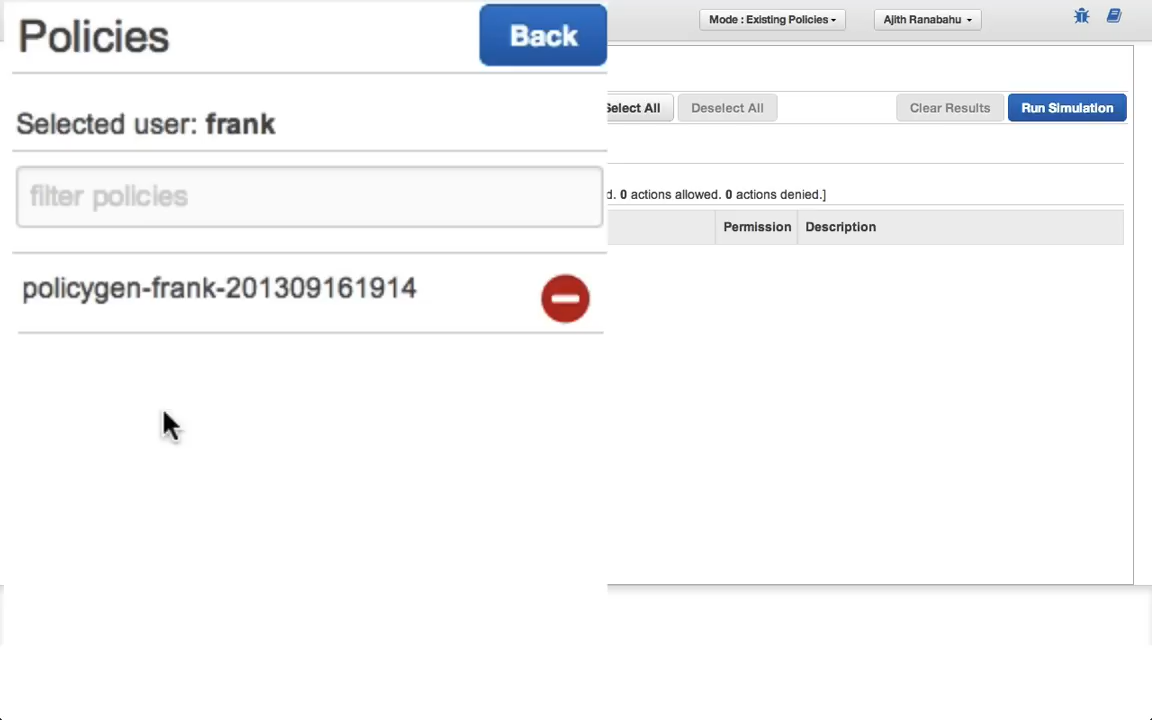 Policies
Back
Selected user: frank
filter policies
policygen-frank-201309161914
Mode : Existing Policies
Ajith Ranabahu
Select All
Deselect All
Clear Results
Run Simulation
d. 0 actions allowed. 0 actions denied.]
Permission
Description